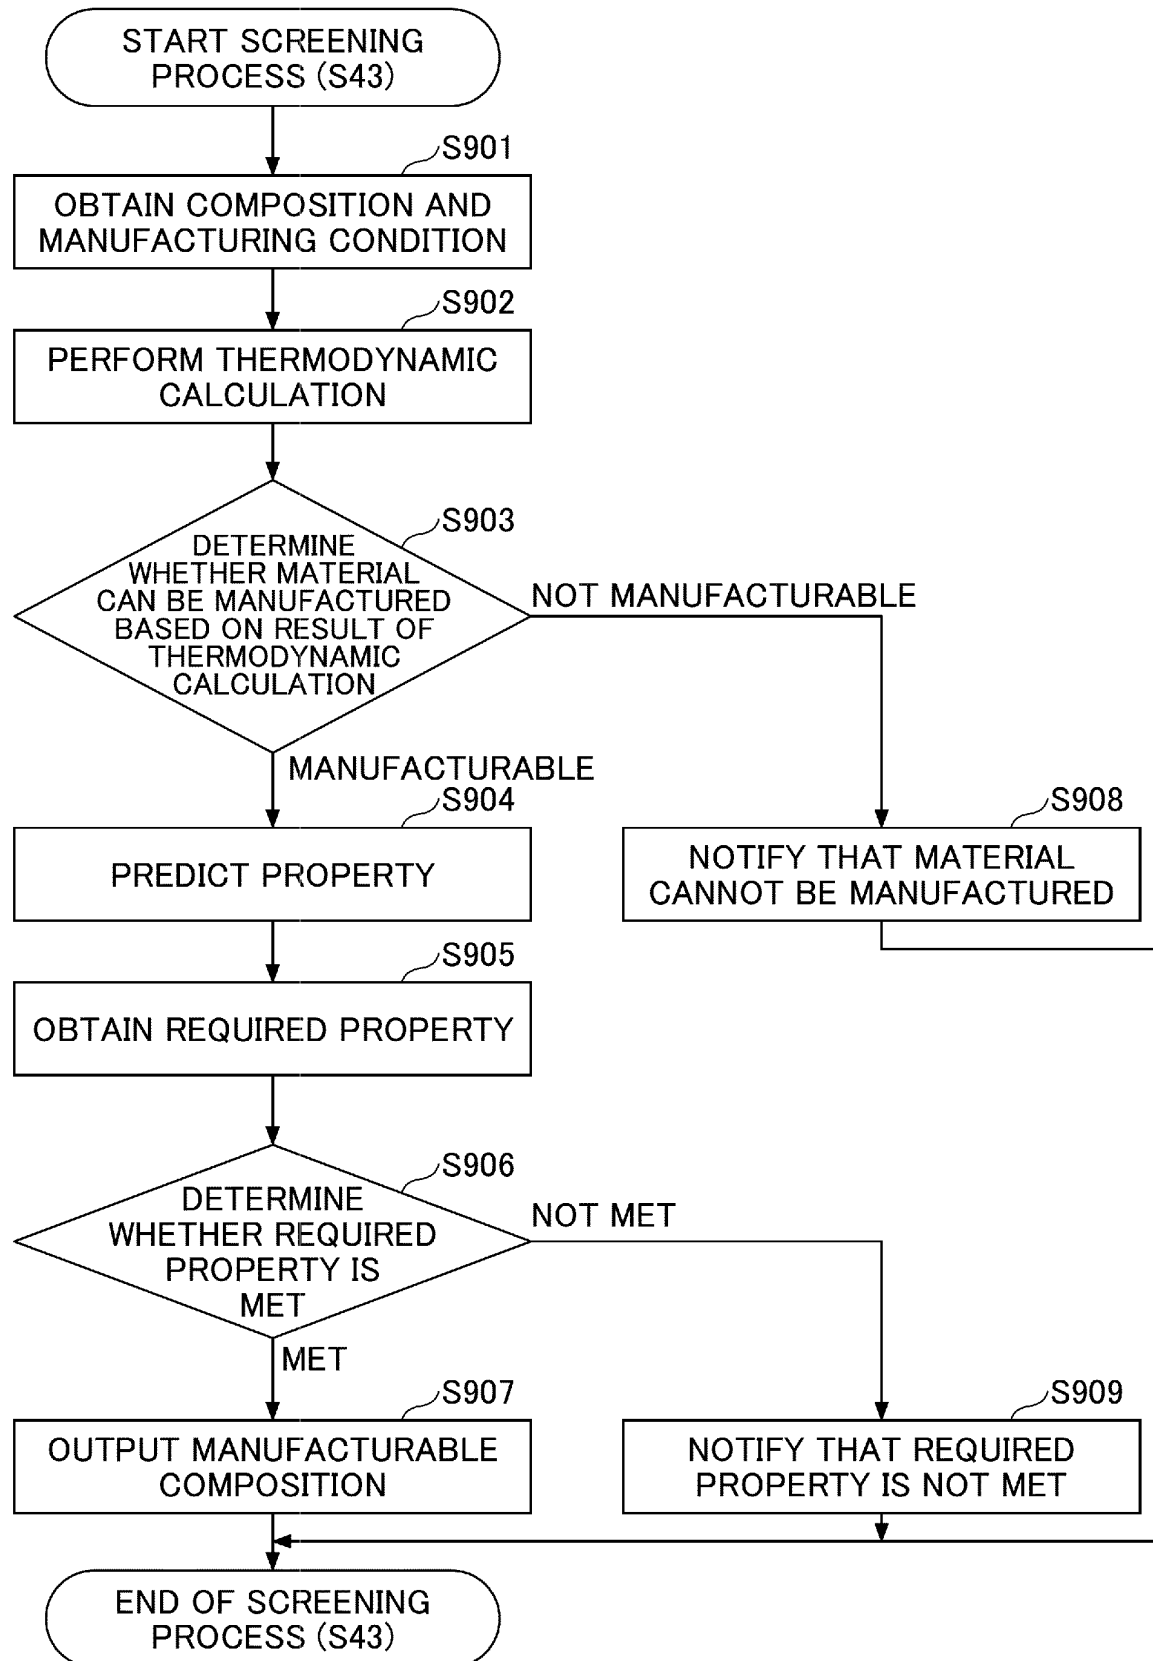 START SCREENING
PROCESS (S43)
S901
OBTAIN COMPOSITION AND
MANUFACTURING CONDITION
S902
PERFORM THERMODYNAMIC
CALCULATION
S903
DETERMINE
WHETHER MATERIAL
CAN BE MANUFACTURED
BASED ON RESULT OF
THERMODYNAMIC
CALCULATION
NOT MANUFACTURABLE
MANUFACTURABLE
S904
PREDICT PROPERTY
S908
NOTIFY THAT MATERIAL
CANNOT BE MANUFACTURED
S905
OBTAIN REQUIRED PROPERTY
S906
DETERMINE
WHETHER REQUIRED
PROPERTY IS
MET
NOT MET
MET
S907
OUTPUT MANUFACTURABLE
COMPOSITION
S909
NOTIFY THAT REQUIRED
PROPERTY IS NOT MET
END OF SCREENING
PROCESS (S43)